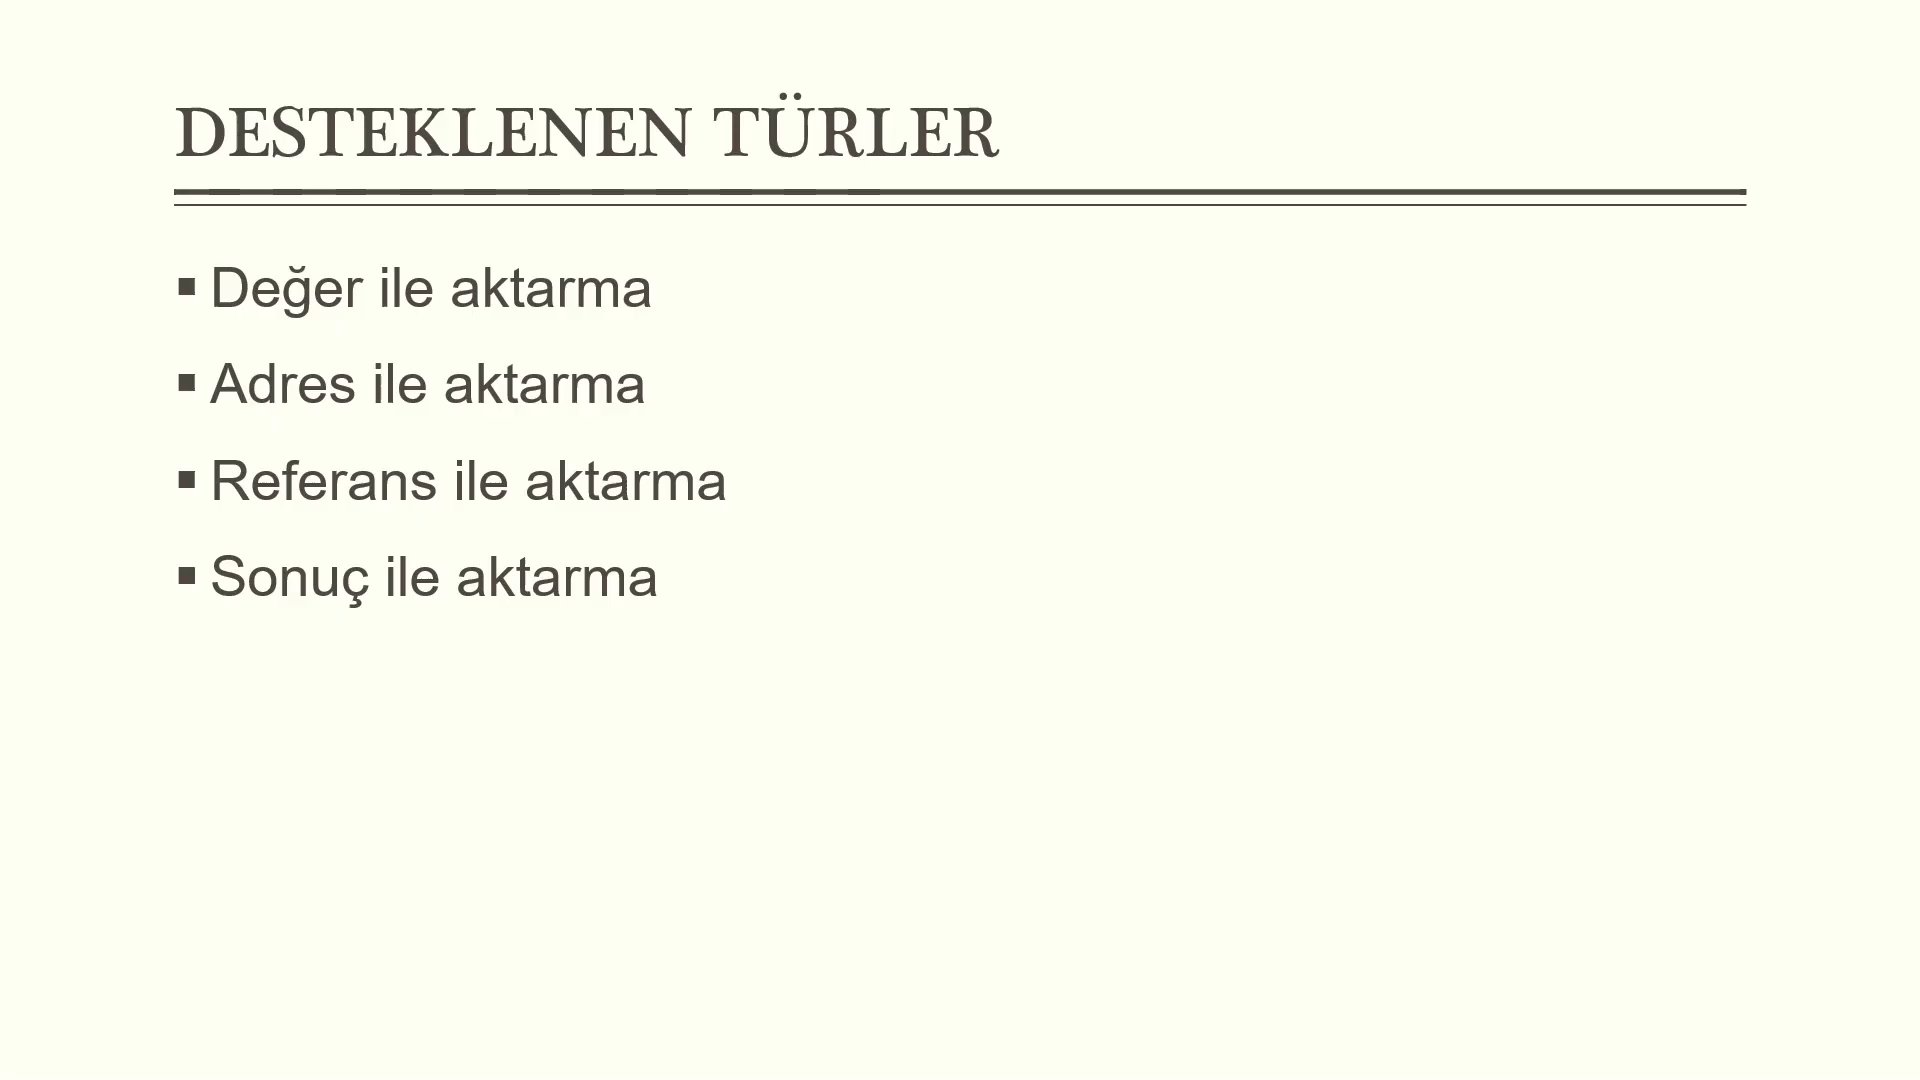 DESTEKLENEN TÜRLER
▪ Değer ile aktarma
▪ Adres ile aktarma
▪ Referans ile aktarma
▪ Sonuç ile aktarma